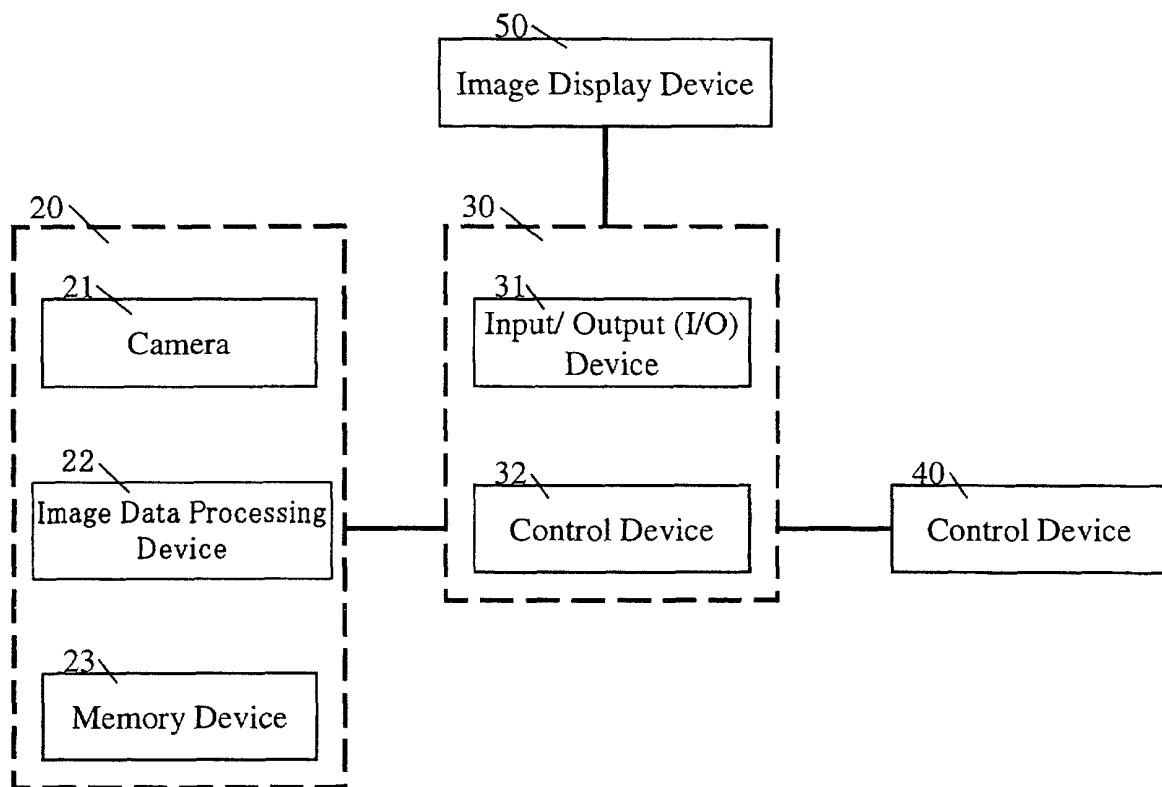 50
Image Display Device
20
30
21
Camera
31
Input/ Output (I/O)
Device
22
Image Data Processing
Device
32
Control Device
40
Control Device
23
Memory Device